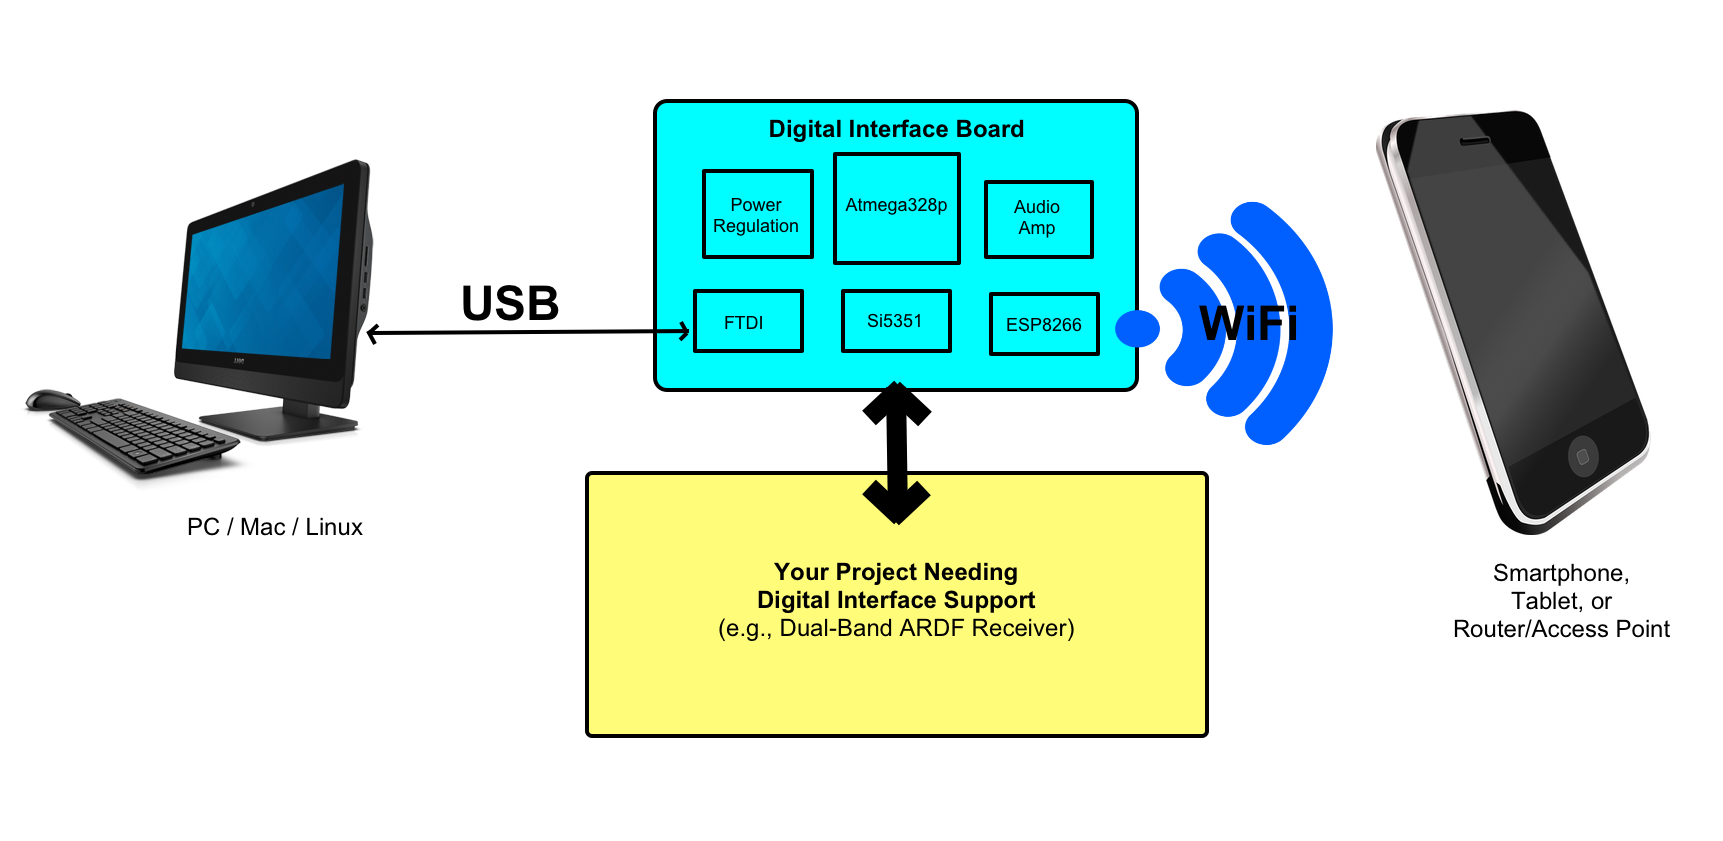 Digital Interface Board
Power
Regulation
Atmega328p
Audio
Amp
FTDI
Si5351
ESP8266
USB
WiFi
PC / Mac / Linux
Your Project Needing
Digital Interface Support
(e.g., Dual-Band ARDF Receiver)
Smartphone,
Tablet, or
Router/Access Point